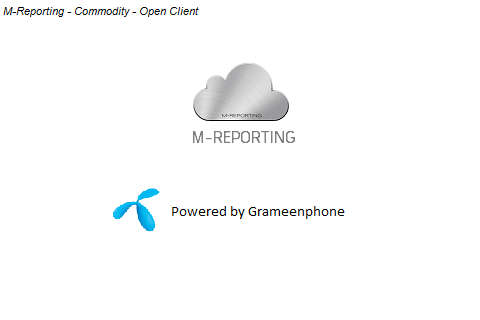 M-Reporting - Commodity - Open Client
M-REPORTING
M-REPORTING
Powered by Grameenphone